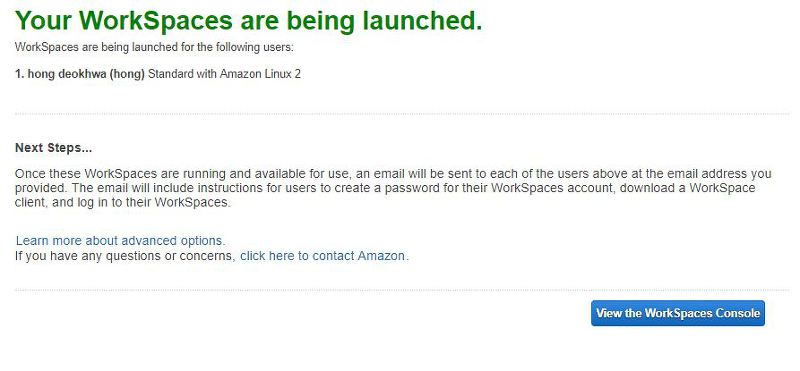 Your WorkSpaces are being launched.
WorkSpaces are being launched for the following users:
1. hong deokhwa (hong) Standard with Amazon Linux 2
Next Steps...
Once these WorkSpaces are running and available for use, an email will be sent to each of the users above at the email address you
provided. The email will include instructions for users to create a password for their WorkSpaces account, download a WorkSpace
client, and log in to their WorkSpaces.
Learn more about advanced options.
If you have any questions or concerns, click here to contact Amazon.
View the WorkSpaces Console